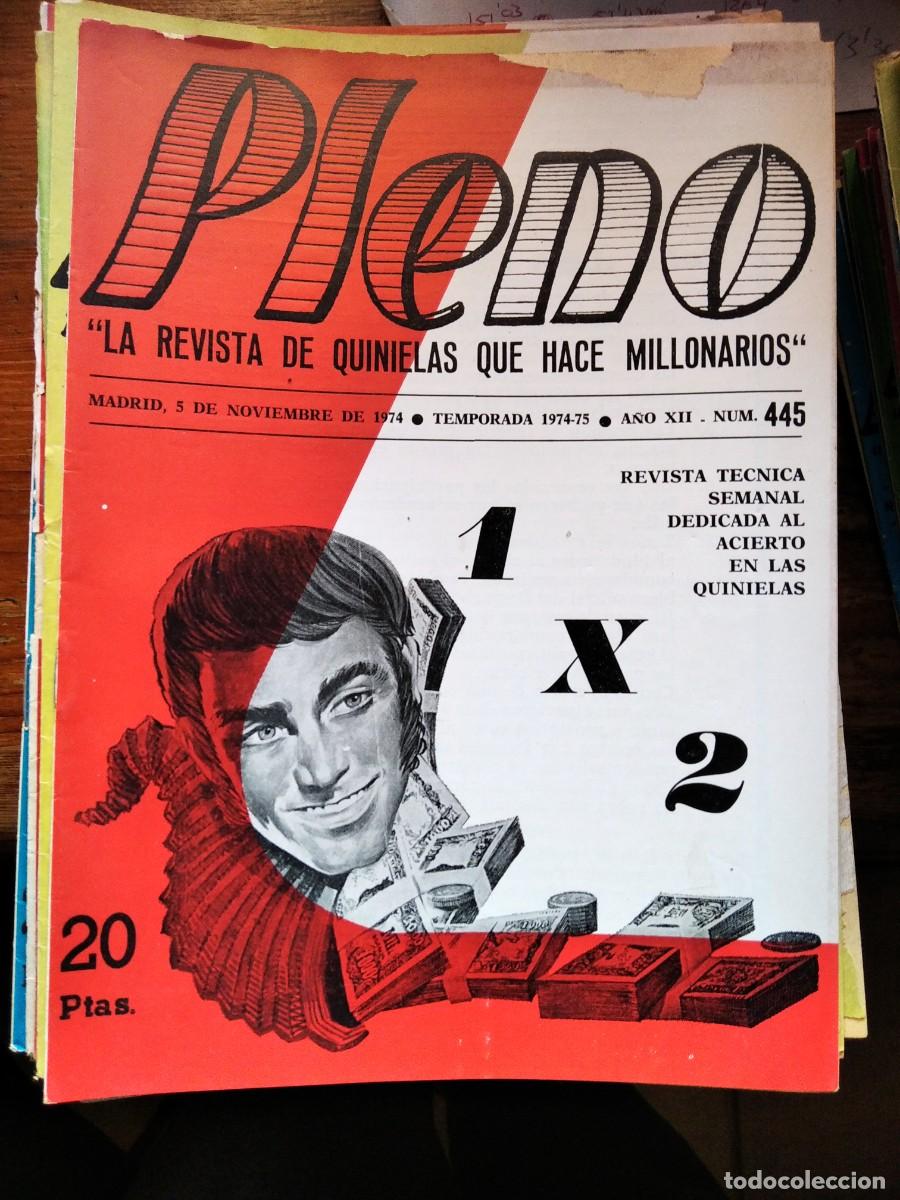 Pleno
"LA REVISTA DE QUINIELAS QUE HACE MILLONARIOS"
MADRID, 5 DE NOVIEMBRE DE 1974 ● TEMPORADA 1974-75 ● AÑO XII - NUM. 445
REVISTA TECNICA
SEMANAL
DEDICADA AL
ACIERTO
EN LAS
QUINIELAS
1
X
2
20
Ptas.
todocoleccion